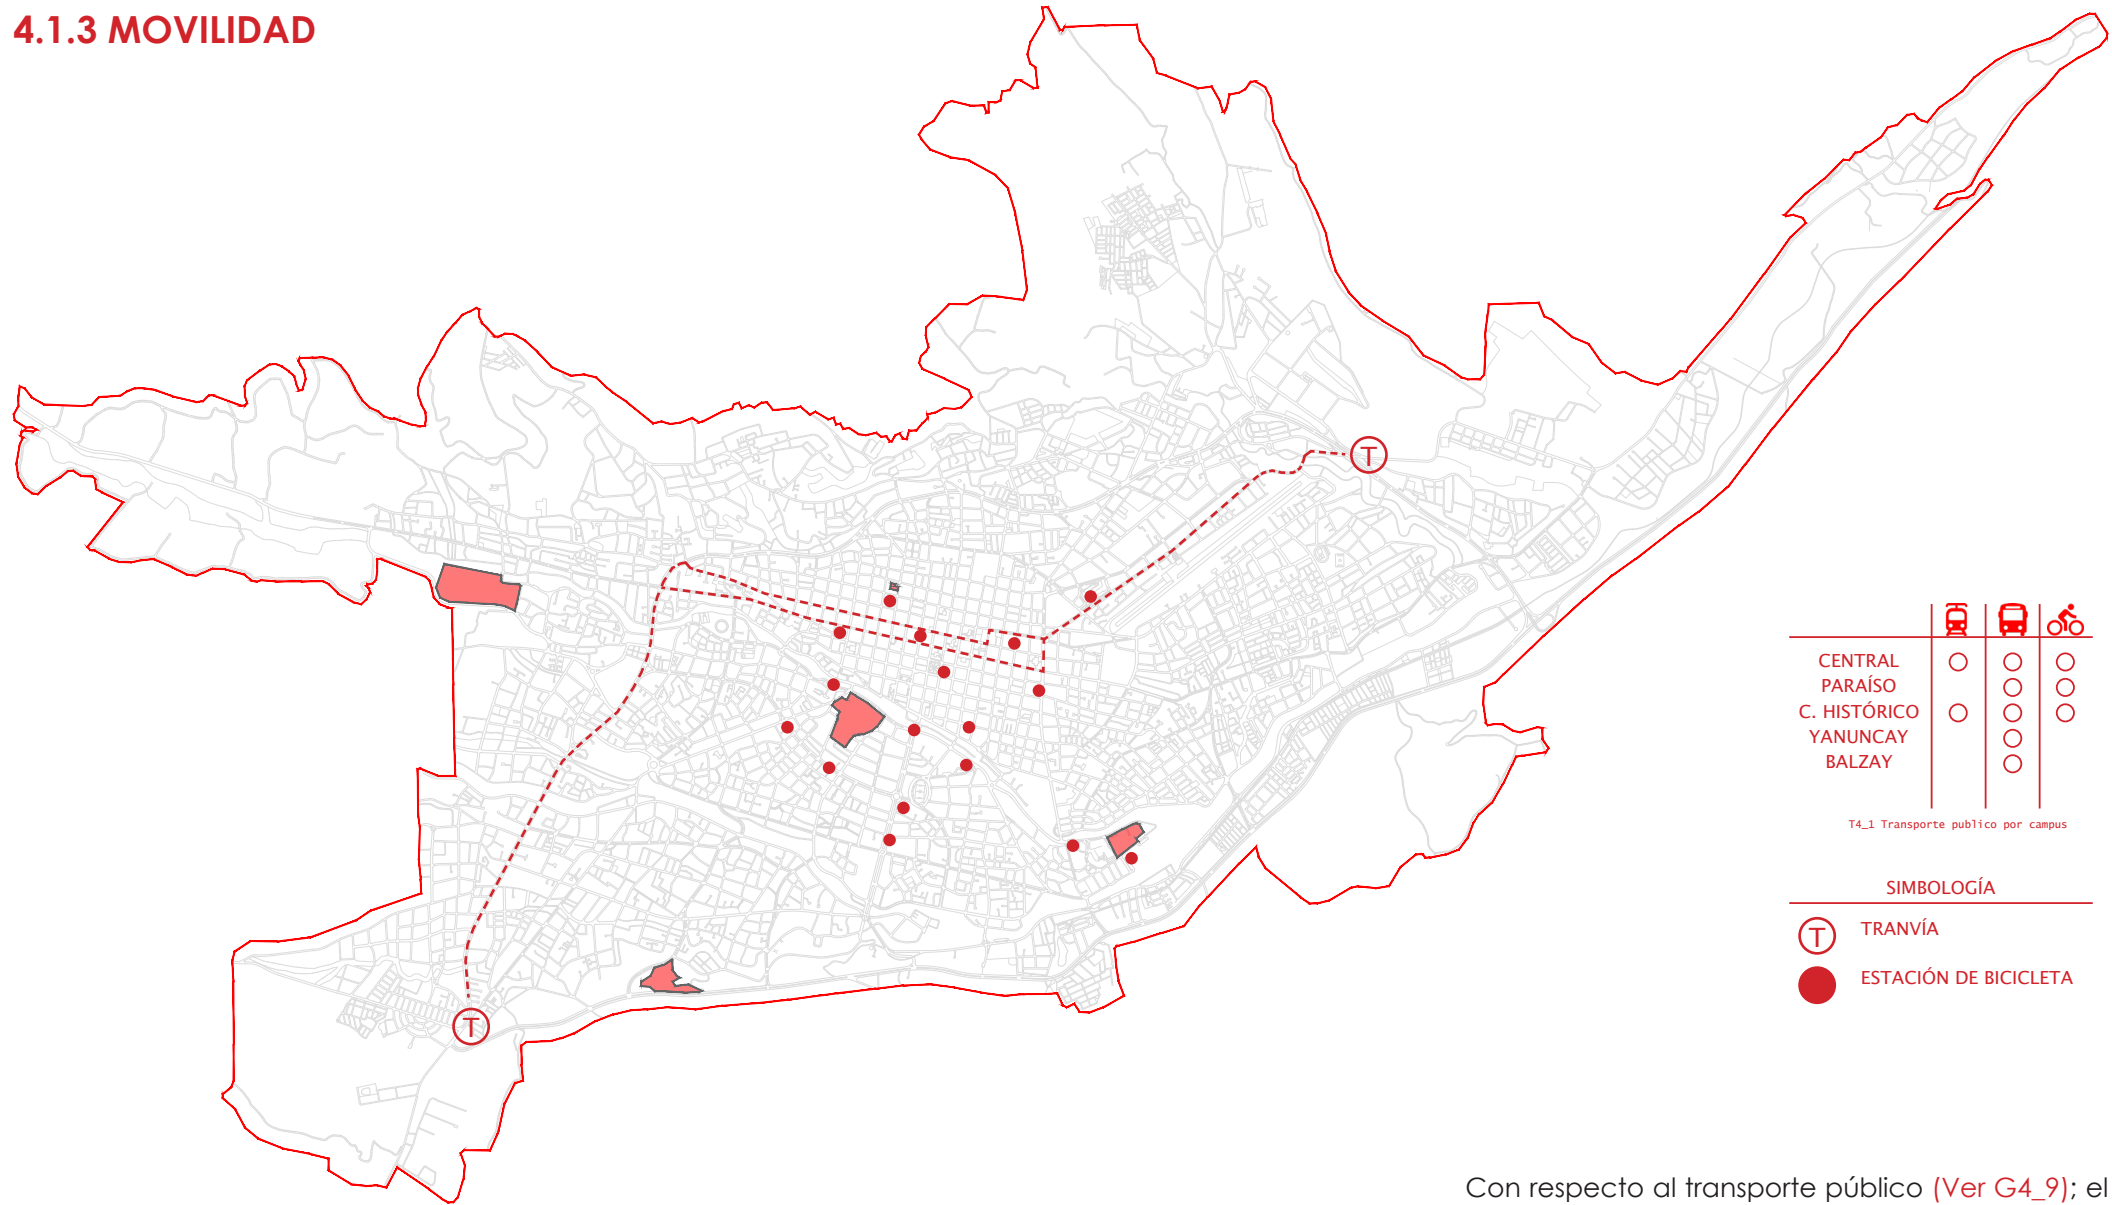 4.1.3 MOVILIDAD
T
T
CENTRAL
PARAÍSO
C. HISTÓRICO
YANUNCAY
BALZAY
T4_1 Transporte publico por campus
SIMBOLOGÍA
T TRANVÍA
ESTACIÓN DE BICICLETA
Con respecto al transporte público (Ver G4_9); el